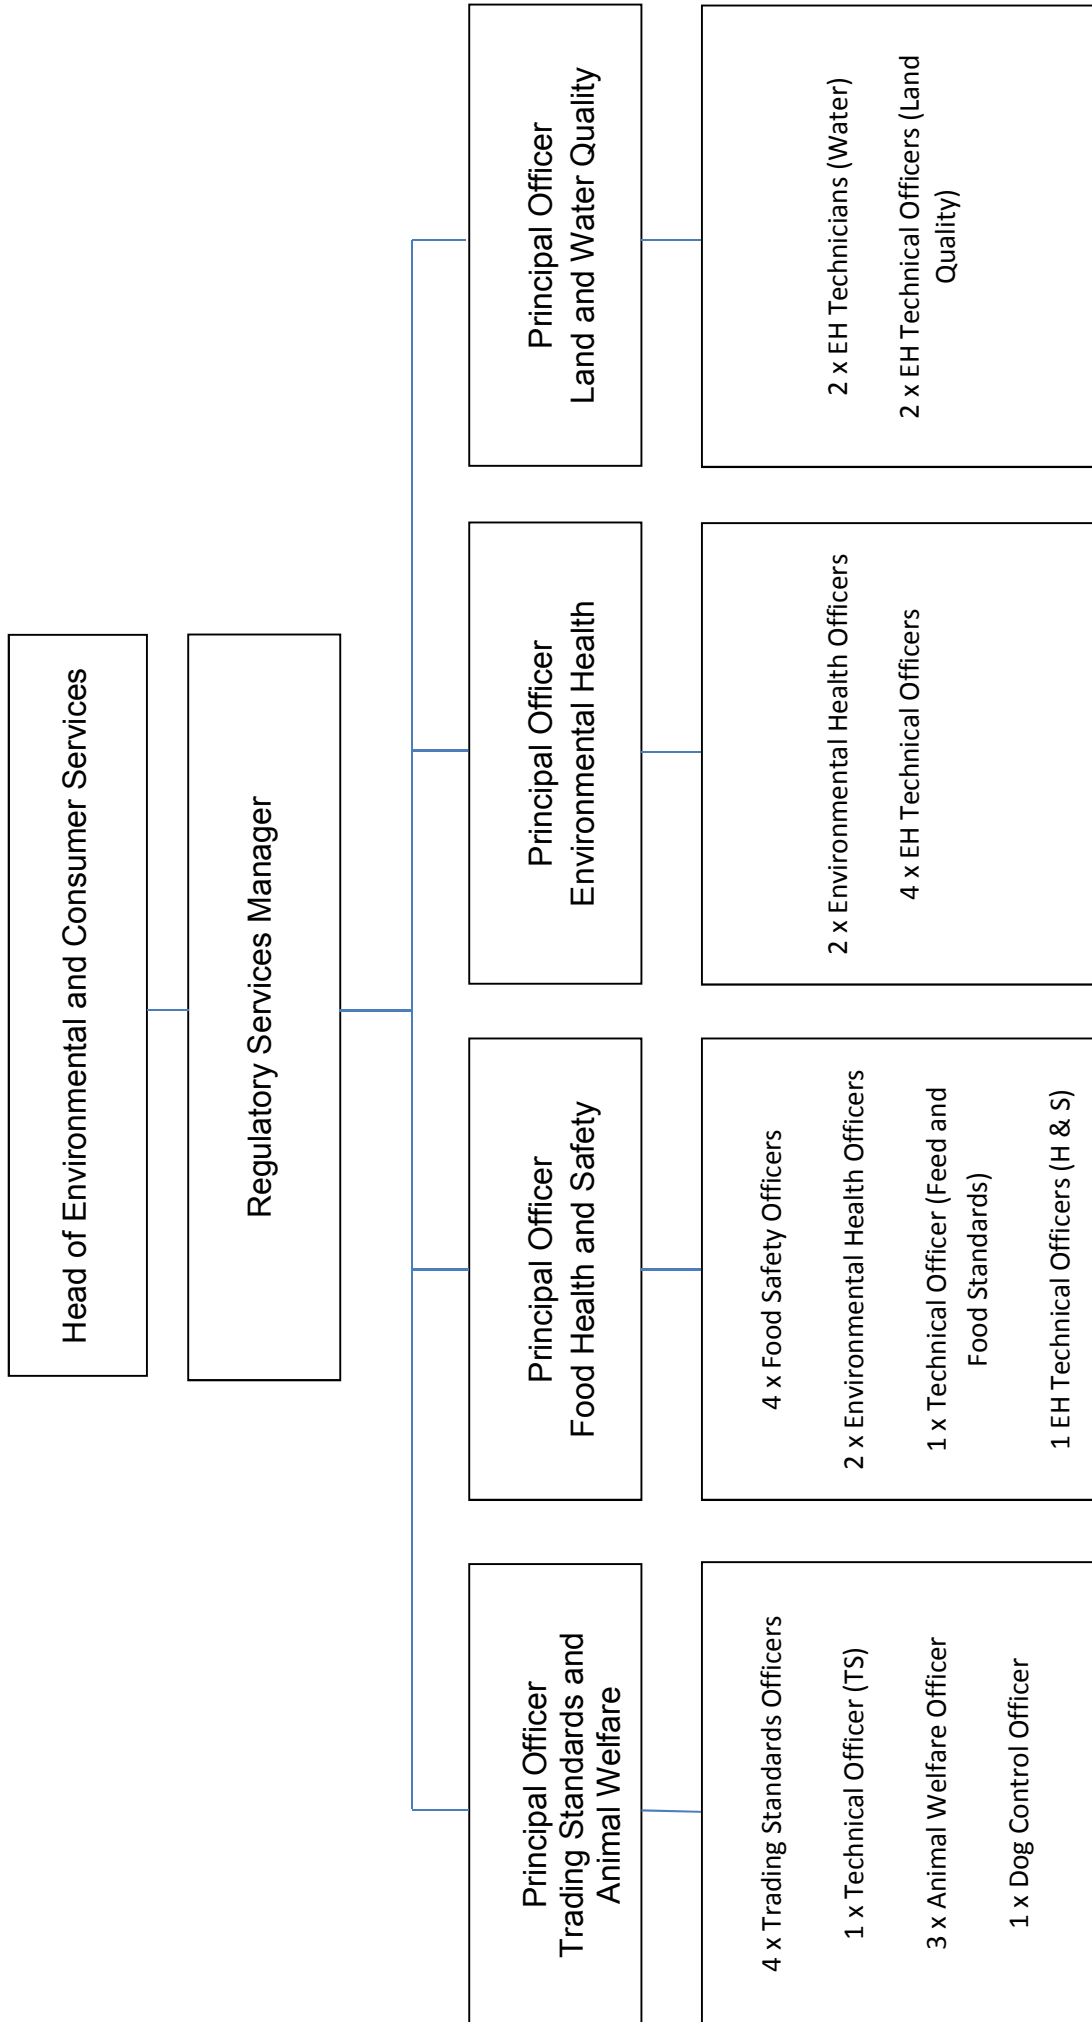 Head of Environmental and Consumer Services
Regulatory Services Manager
Principal Officer
Trading Standards and
Animal Welfare
4 x Trading Standards Officers
1 x Technical Officer (TS)
3 x Animal Welfare Officer
1 x Dog Control Officer
Principal Officer
Food Health and Safety
4 x Food Safety Officers
2 x Environmental Health Officers
1 x Technical Officer (Feed and
Food Standards)
1 EH Technical Officers (H & S)
Principal Officer
Environmental Health
2 x Environmental Health Officers
4 x EH Technical Officers
Principal Officer
Land and Water Quality
2 x EH Technicians (Water)
2 x EH Technical Officers (Land
Quality)